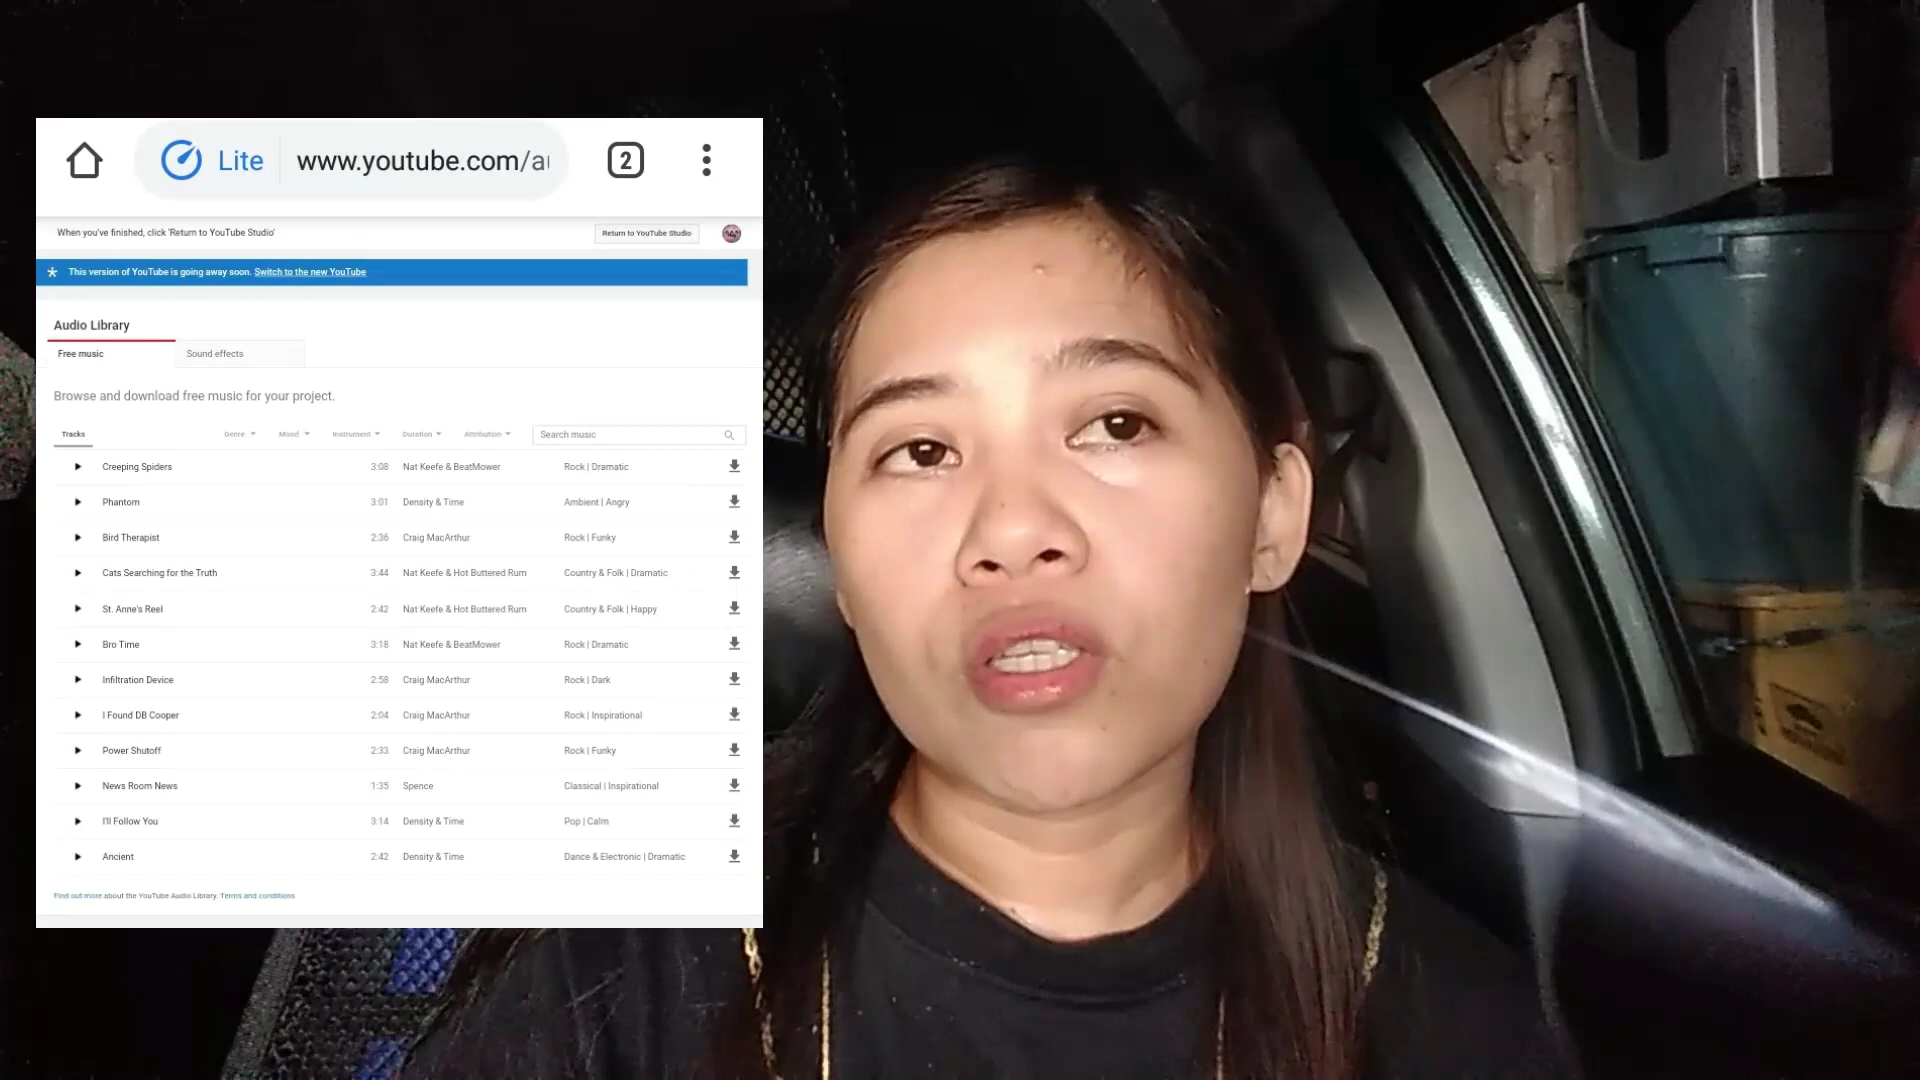 Lite www.youtube.com/a 2
When you've finished, click 'Return to YouTube Studio' Return to YouTube Studio
This version of YouTube is going away soon. Switch to the new YouTube
Audio Library
Free music Sound effects
Browse and download free music for your project.
Tracks Genre Mood Instrument Duration Attribution Search music
Creeping Spiders 3:08 Nat Keefe & BeatMower Rock | Dramatic
Phantom 3:01 Density & Time Ambient | Angry
Bird Therapist 2:36 Craig MacArthur Rock | Funky
Cats Searching for the Truth 3:44 Nat Keefe & Hot Buttered Rum Country & Folk | Dramatic
St. Anne's Reel 2:42 Nat Keefe & Hot Buttered Rum Country & Folk | Happy
Bro Time 3:18 Nat Keefe & BeatMower Rock | Dramatic
Infiltration Device 2:58 Craig MacArthur Rock | Dark
I Found DB Cooper 2:04 Craig MacArthur Rock | Inspirational
Power Shutoff 2:33 Craig MacArthur Rock | Funky
News Room News 1:35 Spence Classical | Inspirational
I'll Follow You 3:14 Density & Time Pop | Calm
Ancient 2:42 Density & Time Dance & Electronic | Dramatic
Find out more about the YouTube Audio Library. Terms and conditions